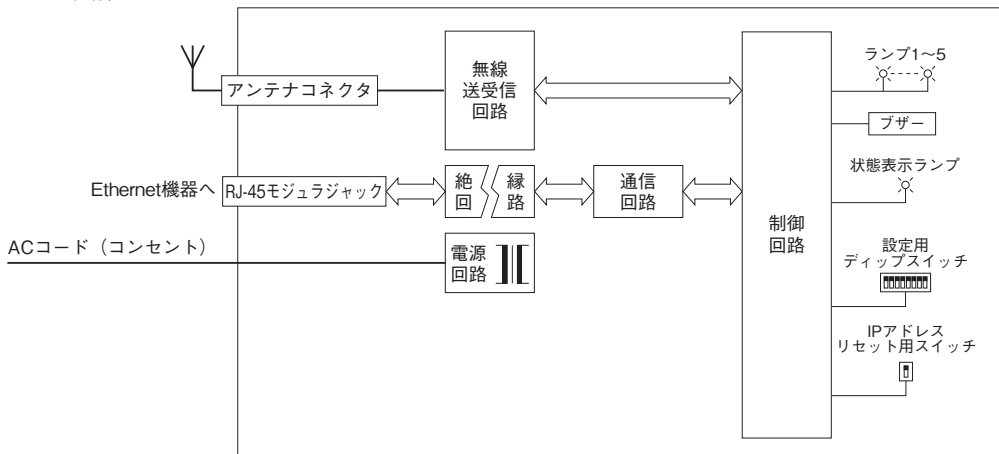 無線
送受信
回路
アンテナコネクタ
Ethernet機器へ
RJ-45モジュラジャック
絶縁
回路
通信
回路
ACコード（コンセント）
電源
回路
制御
回路
ランプ1～5
ブザー
状態表示ランプ
設定用
ディップスイッチ
IPアドレス
リセット用スイッチ